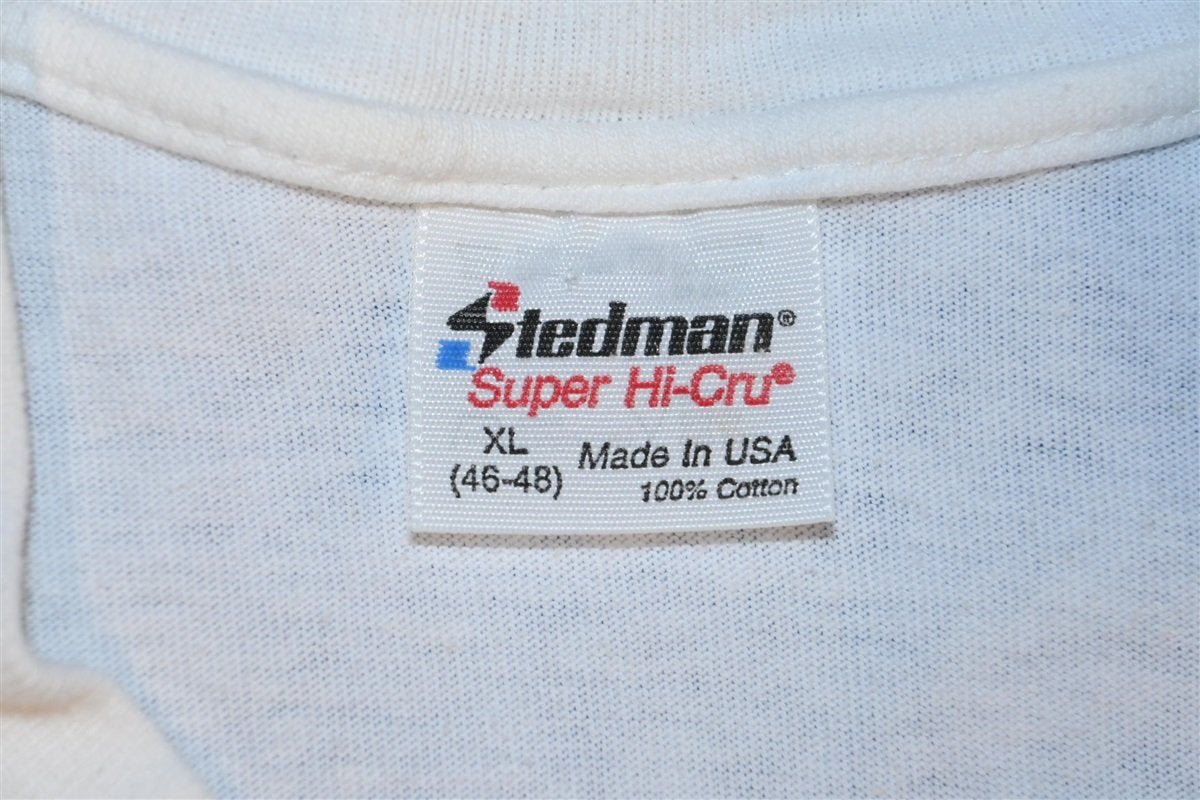 Stedman®
Super Hi-Cru®
XL
(46-48)
Made In USA
100% Cotton